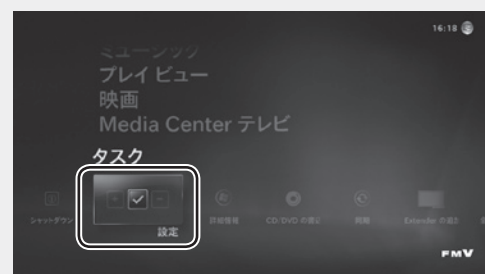 16:18
ミュージック
プレイ ビュー
映画
Media Center テレビ
タスク
シャットダウン
設定
詳細情報
CD/DVD の書き
同期
Extender の追加
FMV